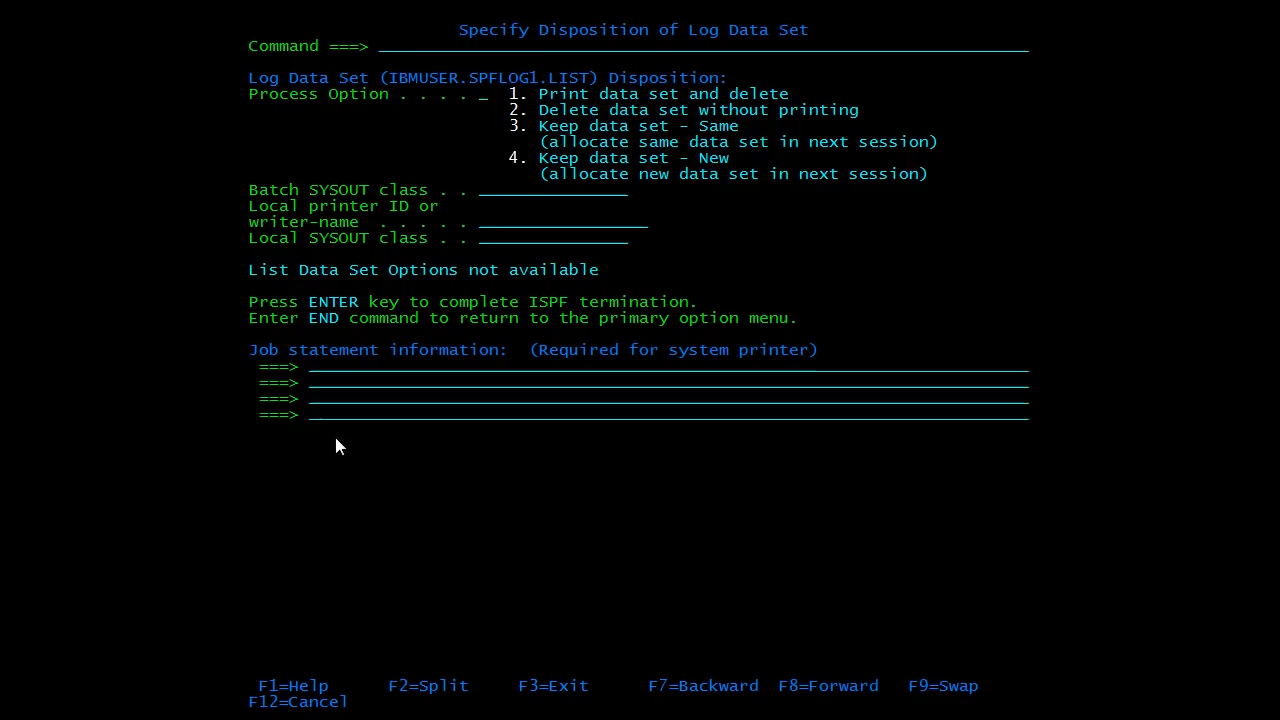 Specify Disposition of Log Data Set
Command ===>
Log Data Set (IBMUSER.SPFLOG1.LIST) Disposition:
Process Option . . . . _ 1. Print data set and delete
2. Delete data set without printing
3. Keep data set - Same
(allocate same data set in next session)
4. Keep data set - New
(allocate new data set in next session)
Batch SYSOUT class . .
Local printer ID or
writer-name . . . . .
Local SYSOUT class . .
List Data Set Options not available
Press ENTER key to complete ISPF termination.
Enter END command to return to the primary option menu.
Job statement information: (Required for system printer)
===>
===>
===>
===>
F1=Help F2=Split F3=Exit F7=Backward F8=Forward F9=Swap
F12=Cancel